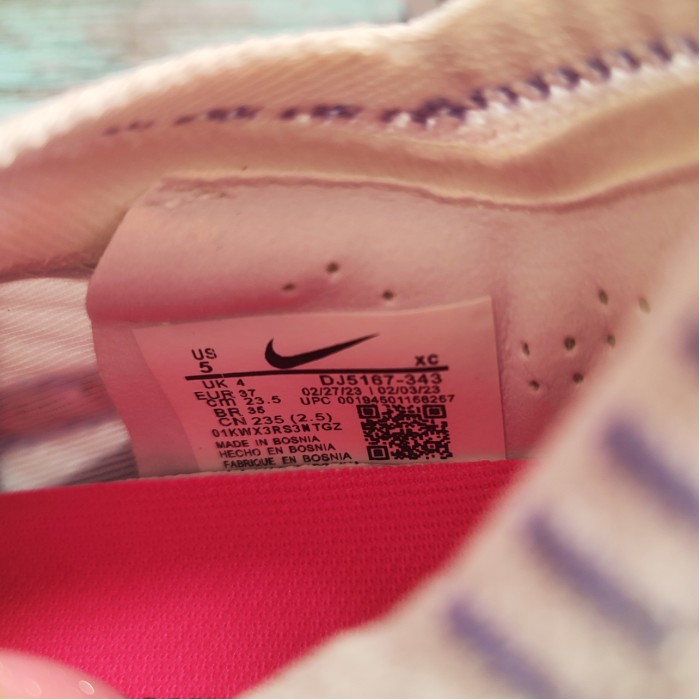 US
5
XC
UK 4
DJ5167-343
EUR 37
02/27/23 | 02/03/23
cm 23.5
UPC 00194501156257
BR 35
CN 235 (2.5)
01KWX3RS3MTGZ
MADE IN BOSNIA
HECHO EN BOSNIA
FABRIQUE EN BOSNIA